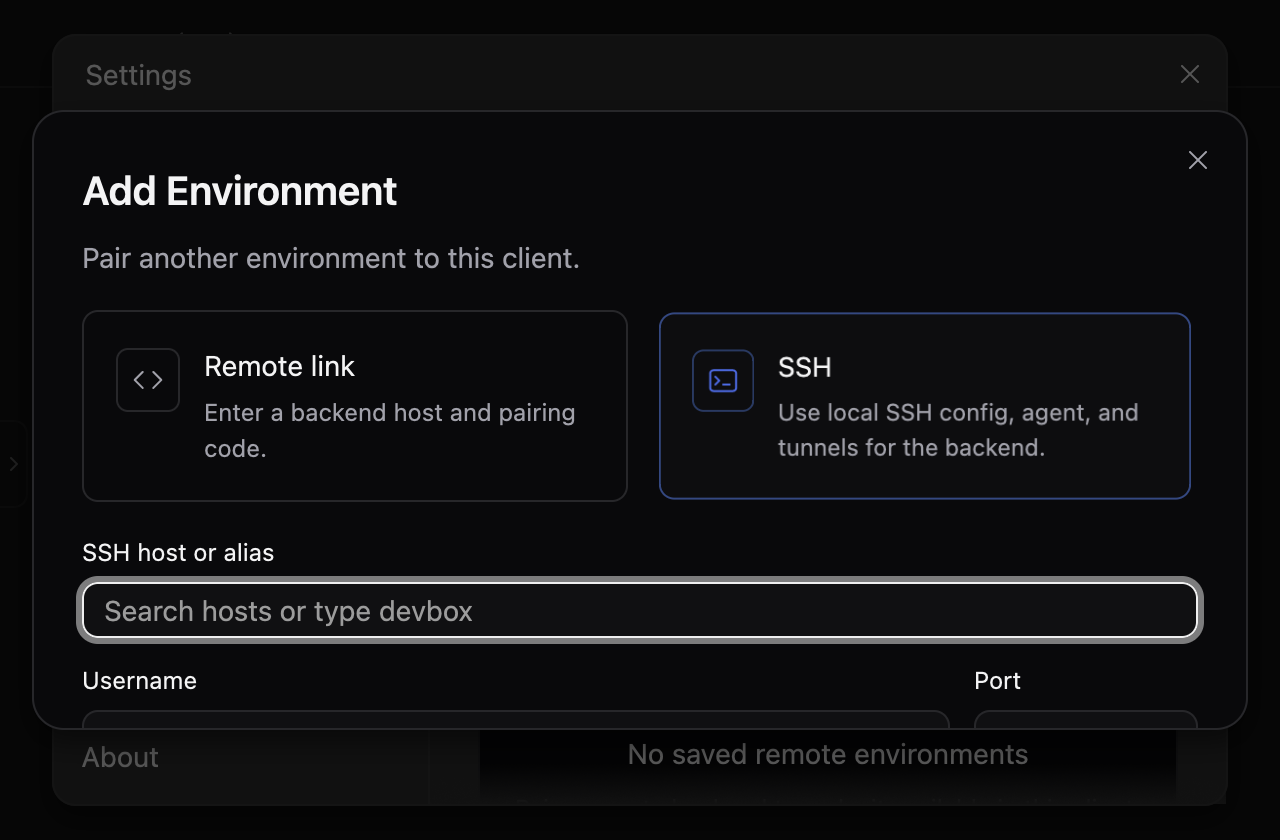 Settings
Add Environment
Pair another environment to this client.
Remote link
Enter a backend host and pairing
code.
SSH
Use local SSH config, agent, and
tunnels for the backend.
SSH host or alias
Search hosts or type devbox
Username
Port
About
No saved remote environments